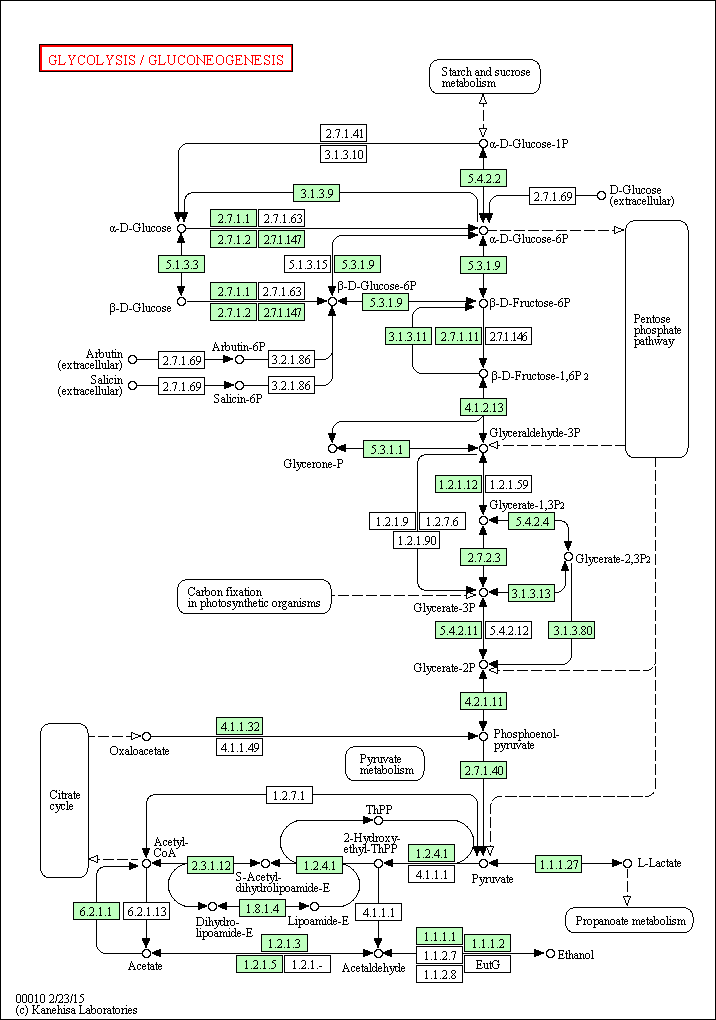 GLYCOLYSIS / GLUCONEOGENESIS
Starch and sucrose
metabolism
2.7.1.41
3.1.3.10
α-D-Glucose-1P
5.4.2.2
3.1.3.9
2.7.1.69
D-Glucose
(extracellular)
α-D-Glucose
2.7.1.1
2.7.1.63
2.7.1.2
2.7.1.147
α-D-Glucose-6P
5.1.3.3
5.1.3.15
5.3.1.9
5.3.1.9
β-D-Glucose
2.7.1.1
2.7.1.63
2.7.1.2
2.7.1.147
β-D-Glucose-6P
5.3.1.9
β-D-Fructose-6P
Pentose
phosphate
pathway
3.1.3.11
2.7.1.11
2.7.1.146
Arbutin
(extracellular)
2.7.1.69
Arbutin-6P
3.2.1.86
Salicin
(extracellular)
2.7.1.69
Salicin-6P
3.2.1.86
β-D-Fructose-1,6P2
4.1.2.13
Glyceraldehyde-3P
Glycerone-P
5.3.1.1
1.2.1.12
1.2.1.59
Glycerate-1,3P2
1.2.1.9
1.2.7.6
1.2.1.90
5.4.2.4
2.7.2.3
Glycerate-2,3P2
Carbon fixation
in photosynthetic organisms
3.1.3.13
Glycerate-3P
5.4.2.11
5.4.2.12
3.1.3.80
Glycerate-2P
4.2.1.11
Oxaloacetate
4.1.1.32
4.1.1.49
Phosphoenol-
pyruvate
Pyruvate
metabolism
2.7.1.40
Citrate
cycle
1.2.7.1
ThPP
Acetyl-
CoA
2-Hydroxy-
ethyl-ThPP
2.3.1.12
S-Acetyl-
dihydrolipoamide-E
1.2.4.1
1.2.4.1
4.1.1.1
Pyruvate
1.1.1.27
L-Lactate
6.2.1.1
6.2.1.13
Dihydro-
lipoamide-E
1.8.1.4
Lipoamide-E
4.1.1.1
Propanoate metabolism
Acetate
1.2.1.3
1.2.1.5
1.2.1.-
Acetaldehyde
1.1.1.1
1.1.1.2
1.1.2.7
EutG
1.1.2.8
Ethanol
00010 2/23/15
(c) Kanehisa Laboratories